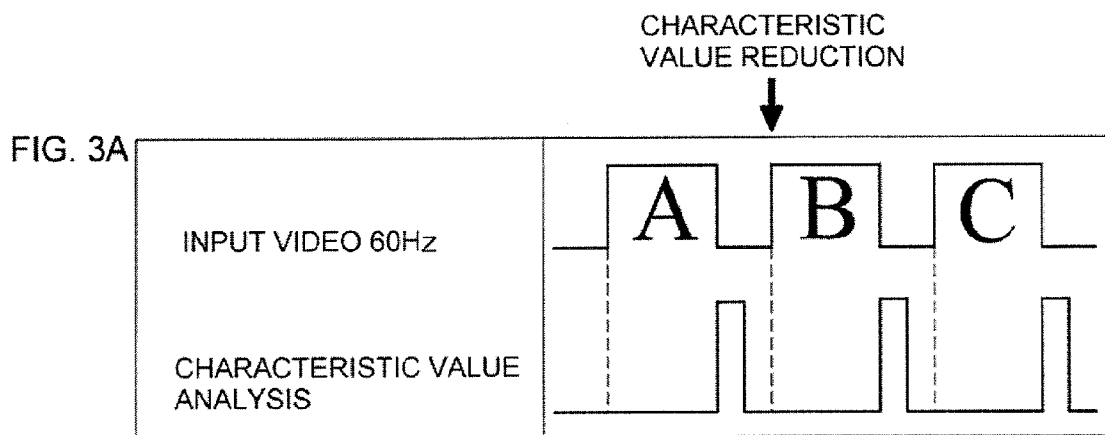 CHARACTERISTIC
VALUE REDUCTION
FIG. 3A
INPUT VIDEO 60Hz
A B C
CHARACTERISTIC VALUE
ANALYSIS